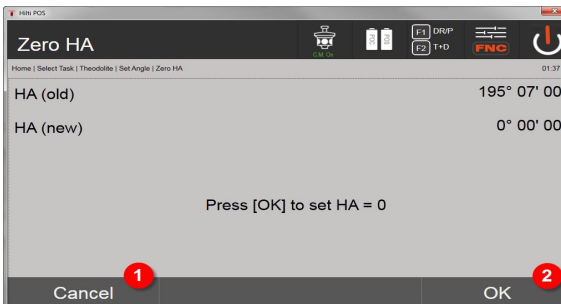 Hilti POS
Zero HA
C.M. On
POC
POS
F1 DR/P
F2 T+D
FNC
Home | Select Task | Theodolite | Set Angle | Zero HA
01:37
HA (old) 195° 07' 00
HA (new) 0° 00' 00
Press [OK] to set HA = 0
1
2
Cancel
OK